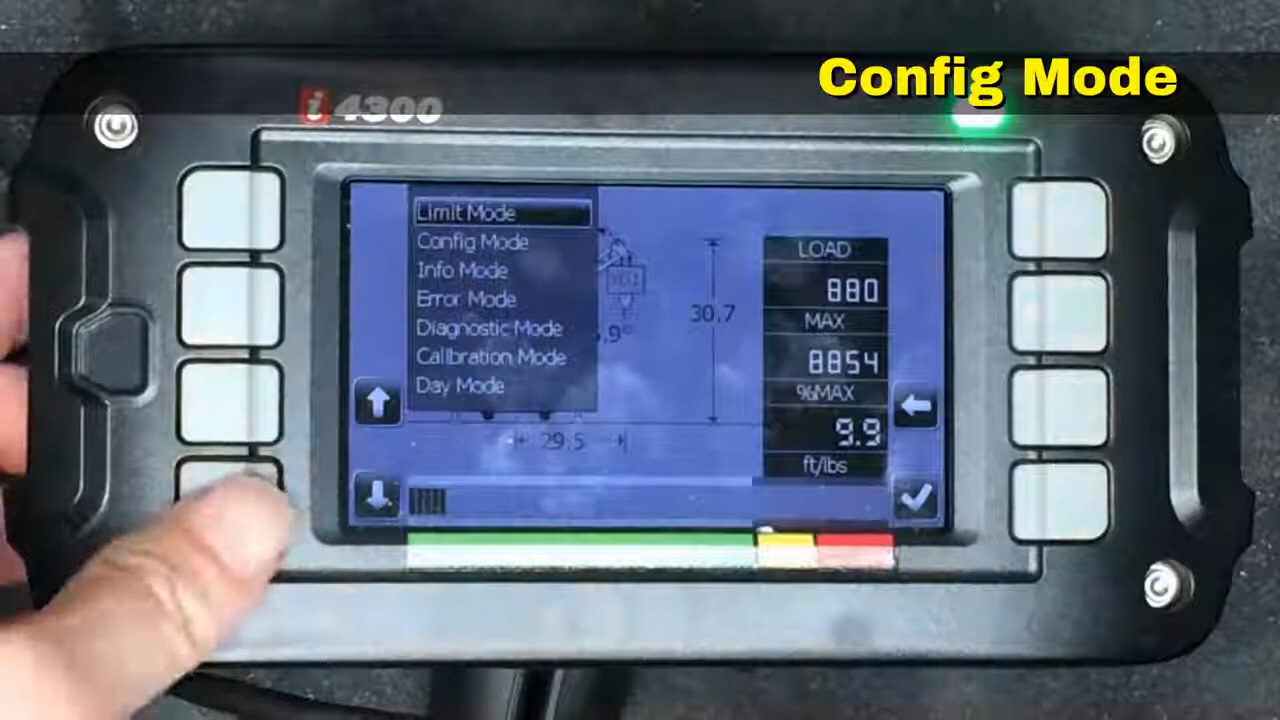 Config Mode
i 4300
Limit Mode
Config Mode
Info Mode
Error Mode
Diagnostic Mode
Calibration Mode
Day Mode
30.7
29.5
LOAD
880
MAX
8854
%MAX
9.9
ft/lbs